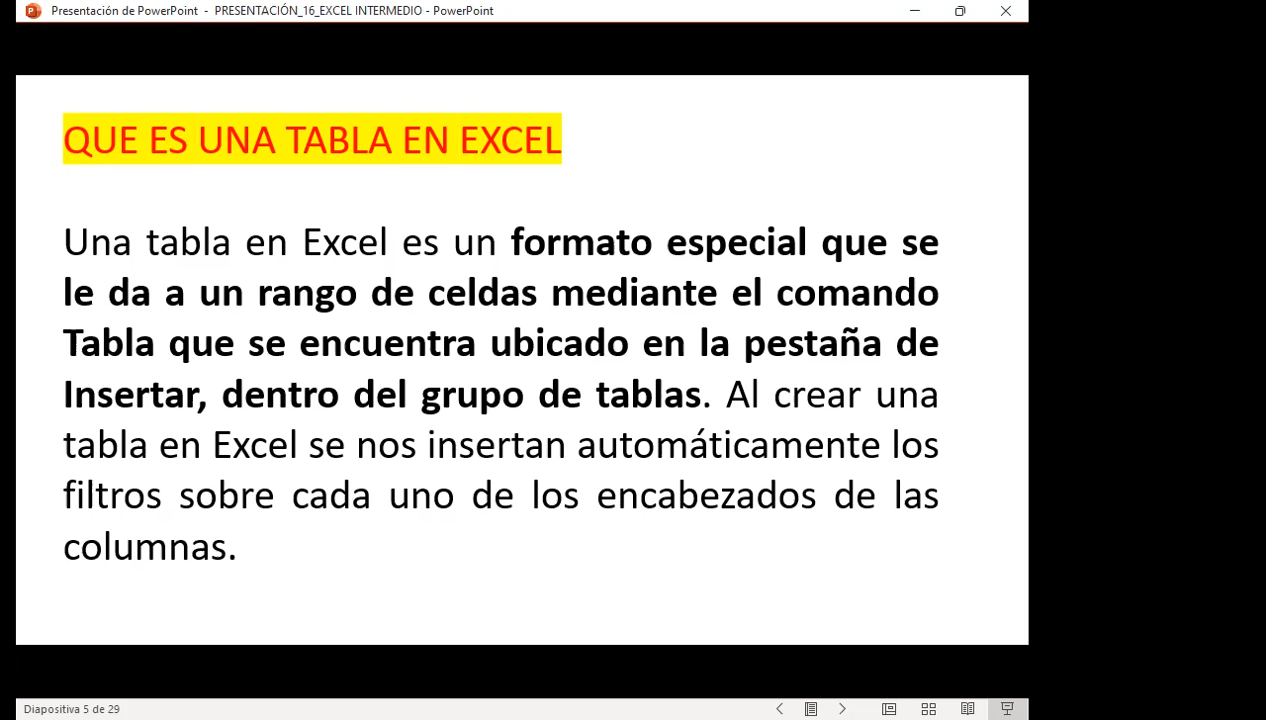 Presentación de PowerPoint - PRESENTACIÓN_16_EXCEL INTERMEDIO - PowerPoint
QUE ES UNA TABLA EN EXCEL
Una tabla en Excel es un formato especial que se
le da a un rango de celdas mediante el comando
Tabla que se encuentra ubicado en la pestaña de
Insertar, dentro del grupo de tablas. Al crear una
tabla en Excel se nos insertan automáticamente los
filtros sobre cada uno de los encabezados de las
columnas.
Diapositiva 5 de 29